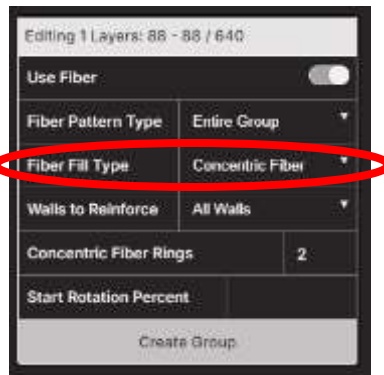 Editing 1 Layers: 88 - 88 / 640
Use Fiber
Fiber Pattern Type Entire Group
Fiber Fill Type Concentric Fiber
Walls to Reinforce All Walls
Concentric Fiber Rings 2
Start Rotation Percent
Create Group